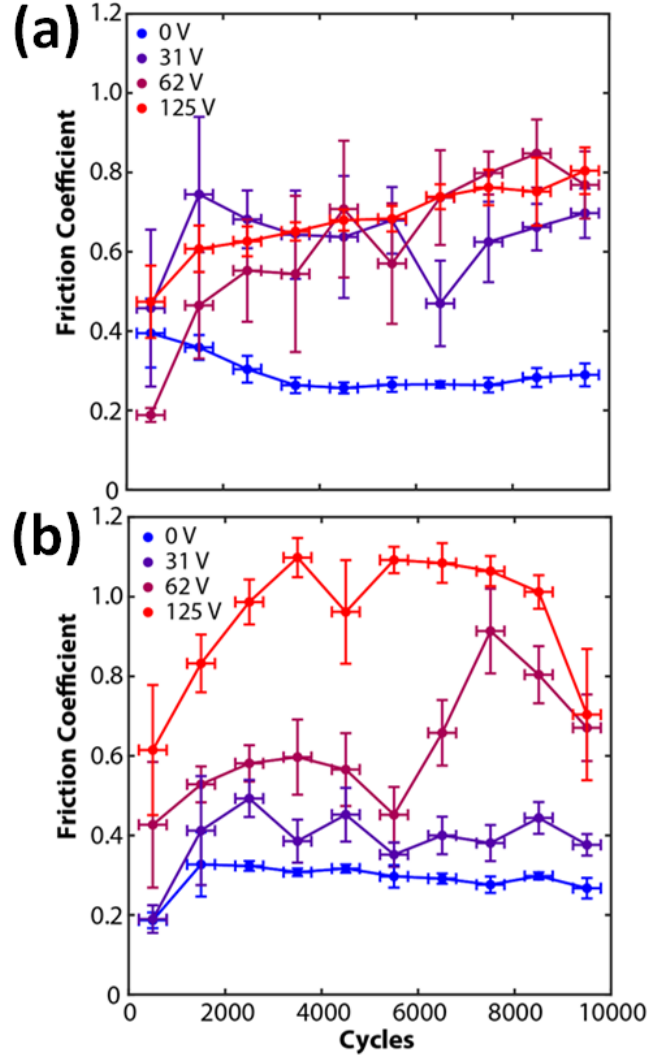 (a)
1.2
1.0
0.8
0.6
0.4
0.2
0
Friction Coefficient
0 V
31 V
62 V
125 V
(b)
1.2
1.0
0.8
0.6
0.4
0.2
0
Friction Coefficient
0 V
31 V
62 V
125 V
0 2000 4000 6000 8000 10000
Cycles